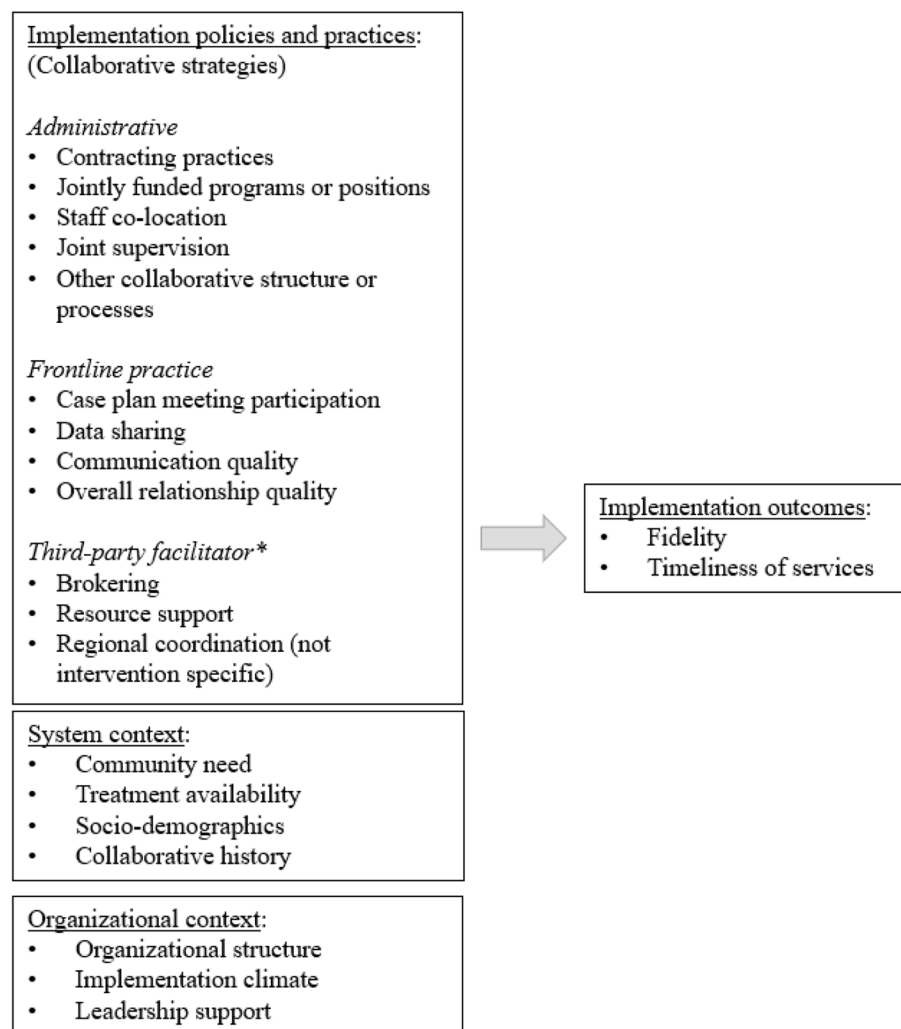 Implementation policies and practices:
(Collaborative strategies)
Administrative
• Contracting practices
• Jointly funded programs or positions
• Staff co-location
• Joint supervision
• Other collaborative structure or
processes
Frontline practice
• Case plan meeting participation
• Data sharing
• Communication quality
• Overall relationship quality
Third-party facilitator*
• Brokering
• Resource support
• Regional coordination (not
intervention specific)
System context:
• Community need
• Treatment availability
• Socio-demographics
• Collaborative history
Organizational context:
• Organizational structure
• Implementation climate
• Leadership support
Implementation outcomes:
• Fidelity
• Timeliness of services